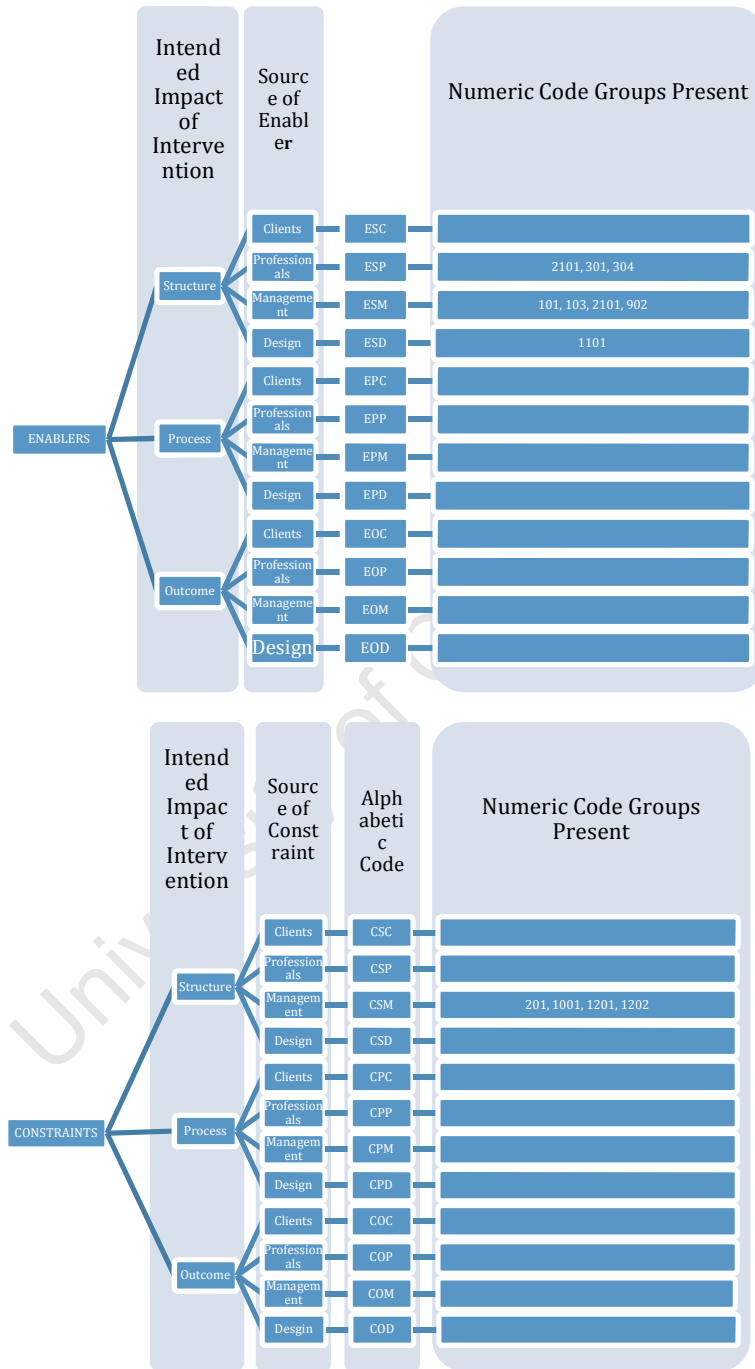 Intend
ed
Impact
of
Interve
ntion
Sourc
e of
Enabl
er
Numeric Code Groups Present
ENABLERS
Structure
Clients
ESC
Profession
als
ESP
2101, 301, 304
Manageme
nt
ESM
101, 103, 2101, 902
Design
ESD
1101
Process
Clients
EPC
Profession
als
EPP
Manageme
nt
EPM
Design
EPD
Outcome
Clients
EOC
Profession
als
EOP
Manageme
nt
EOM
Design
EOD
Intend
ed
Impac
t of
Interv
ention
Sourc
e of
Const
raint
Alph
abeti
c
Code
Numeric Code Groups
Present
CONSTRAINTS
Structure
Clients
CSC
Profession
als
CSP
Managem
ent
CSM
201, 1001, 1201, 1202
Design
CSD
Process
Clients
CPC
Profession
als
CPP
Managem
ent
CPM
Design
CPD
Outcome
Clients
COC
Profession
als
COP
Managem
ent
COM
Desgin
COD